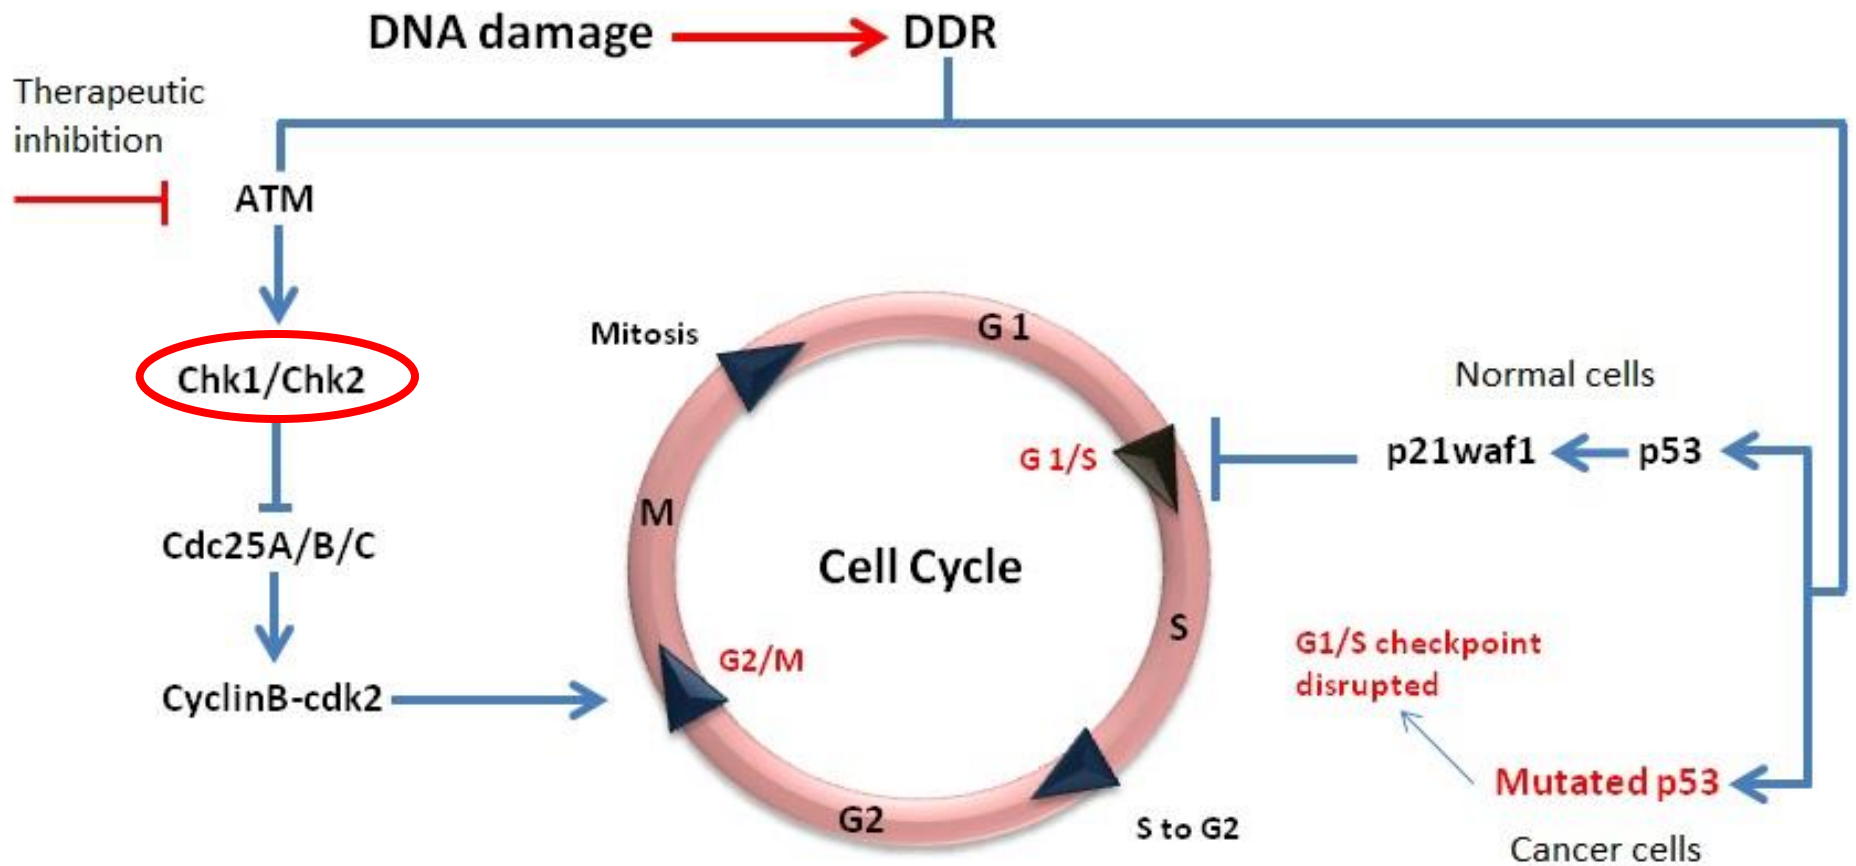 DNA damage
DDR
Therapeutic
inhibition
ATM
Chk1/Chk2
Cdc25A/B/C
CyclinB-cdk2
Mitosis
G 1
G 1/S
M
Cell Cycle
S
G2/M
G2
S to G2
Normal cells
p21waf1
p53
G1/S checkpoint
disrupted
Mutated p53
Cancer cells